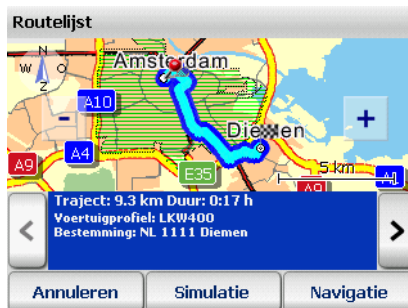 Routelijst
N
W O
Z
Amsterdam
A10
-
Diemen
+
A4
A9
E35
5 km
A1
A9
Traject: 9.3 km Duur: 0:17 h
Voertuigprofiel: LKW400
Bestemming: NL 1111 Diemen
< >
Annuleren Simulatie Navigatie